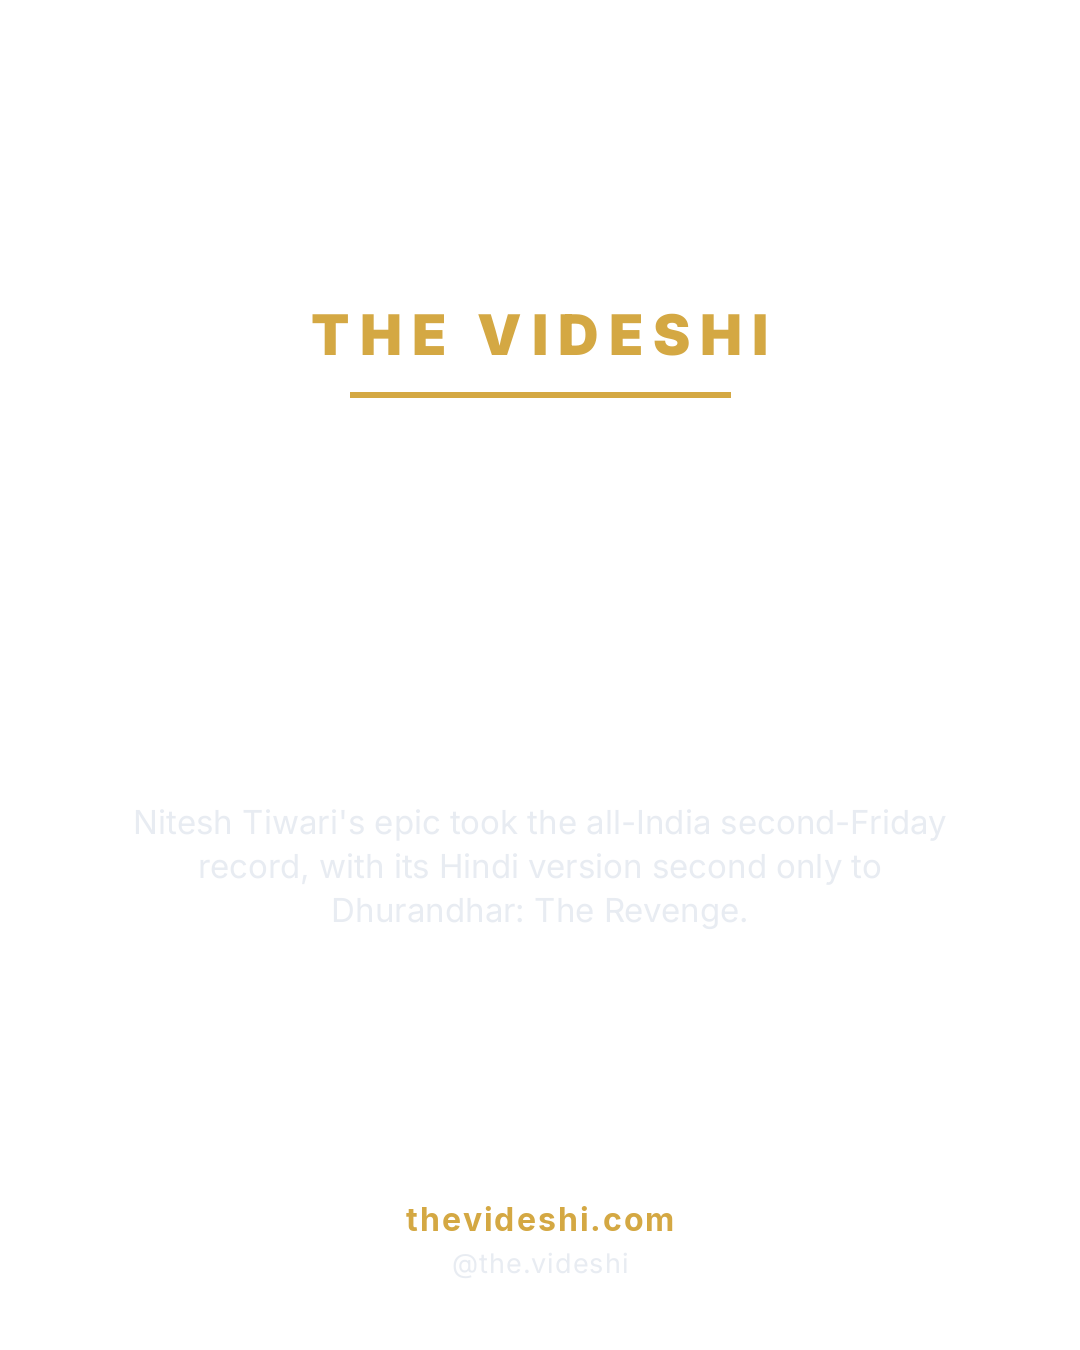 THE VIDESHI
Nitesh Tiwari's epic took the all-India second-Friday
record, with its Hindi version second only to
Dhurandhar: The Revenge.
thevideshi.com
@the.videshi